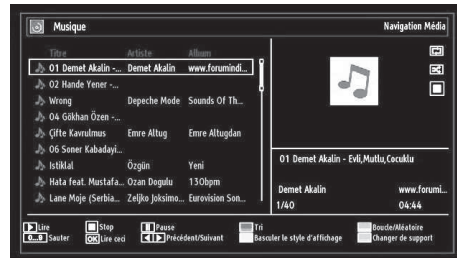 Musique
Navigation Média
Titre Artiste Album
01 Demet Akalin -... Demet Akalin www.forumindi...
02 Hande Yener -...
Wrong Depeche Mode Sounds Of Th...
04 Gökhan Özen -...
Çifte Kavrulmus Emre Altug Emre Altugdan
06 Soner Kabadayi...
Istiklal Özgün Yeni
Hata feat. Mustafa... Ozan Dogulu 130bpm
Lane Moje (Serbia... Zeljko Joksimo... Eurovision Son...
01 Demet Akalin - Evli,Mutlu,Cocuklu
Demet Akalin www.forumi...
1/40 04:44
Lire Stop Pause Tri Boucle/Aléatoire
0...9 Sauter OK Lire ceci Précédent/Suivant Basculer le style d'affichage Changer de support